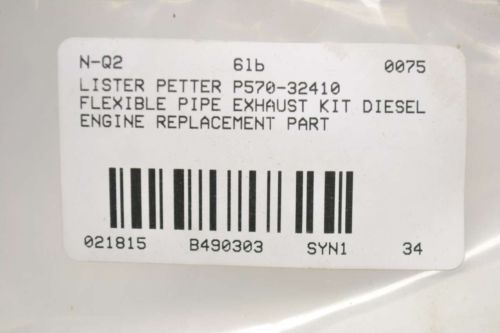 N-Q2 6lb 0075
LISTER PETTER P570-32410
FLEXIBLE PIPE EXHAUST KIT DIESEL
ENGINE REPLACEMENT PART
021815 B490303 SYN1 34